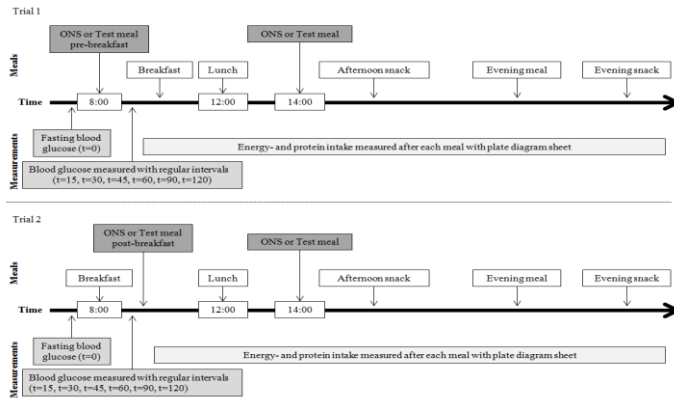 Trial 1
ONS or Test meal
pre-breakfast
ONS or Test meal
Meals
Breakfast
Lunch
Afternoon snack
Evening meal
Evening snack
Time
8:00
12:00
14:00
Measurements
Fasting blood
glucose (t=0)
Energy- and protein intake measured after each meal with plate diagram sheet
Blood glucose measured with regular intervals
(t=15, t=30, t=45, t=60, t=90, t=120)
Trial 2
ONS or Test meal
post-breakfast
ONS or Test meal
Meals
Breakfast
Lunch
Afternoon snack
Evening meal
Evening snack
Time
8:00
12:00
14:00
Measurements
Fasting blood
glucose (t=0)
Energy- and protein intake measured after each meal with plate diagram sheet
Blood glucose measured with regular intervals
(t=15, t=30, t=45, t=60, t=90, t=120)